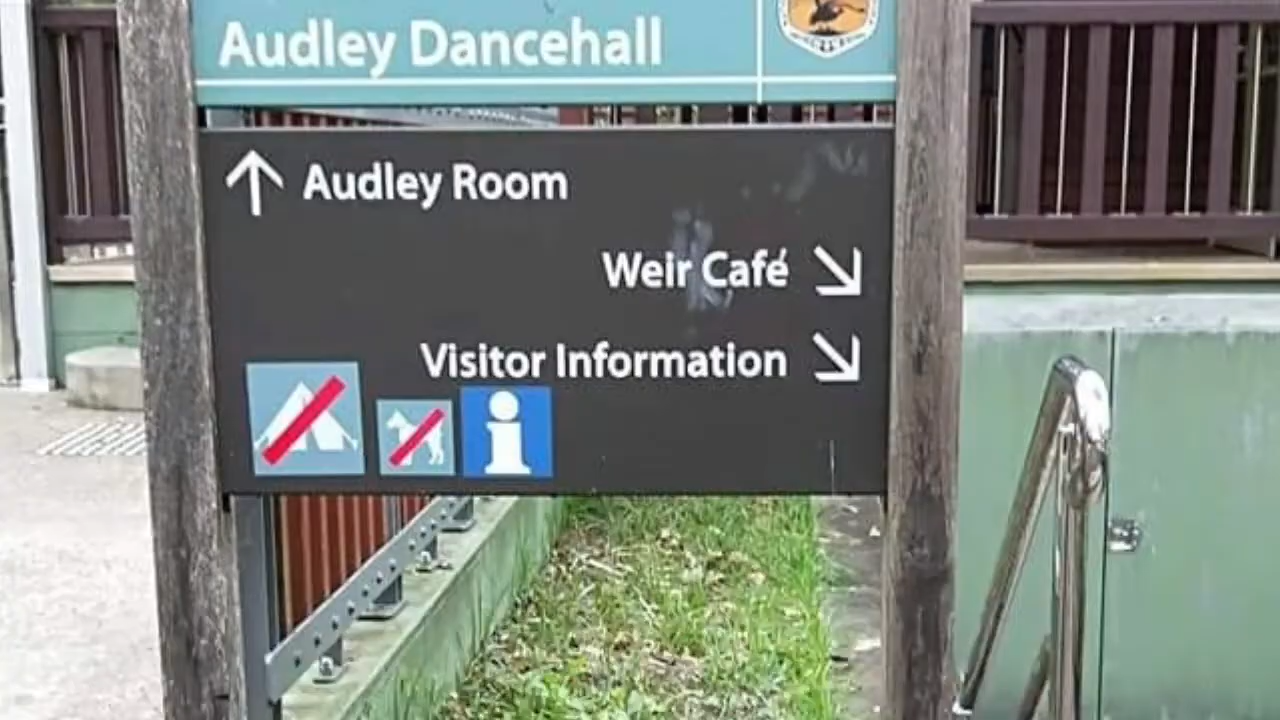 Audley Dancehall
Audley Room
Weir Café
Visitor Information